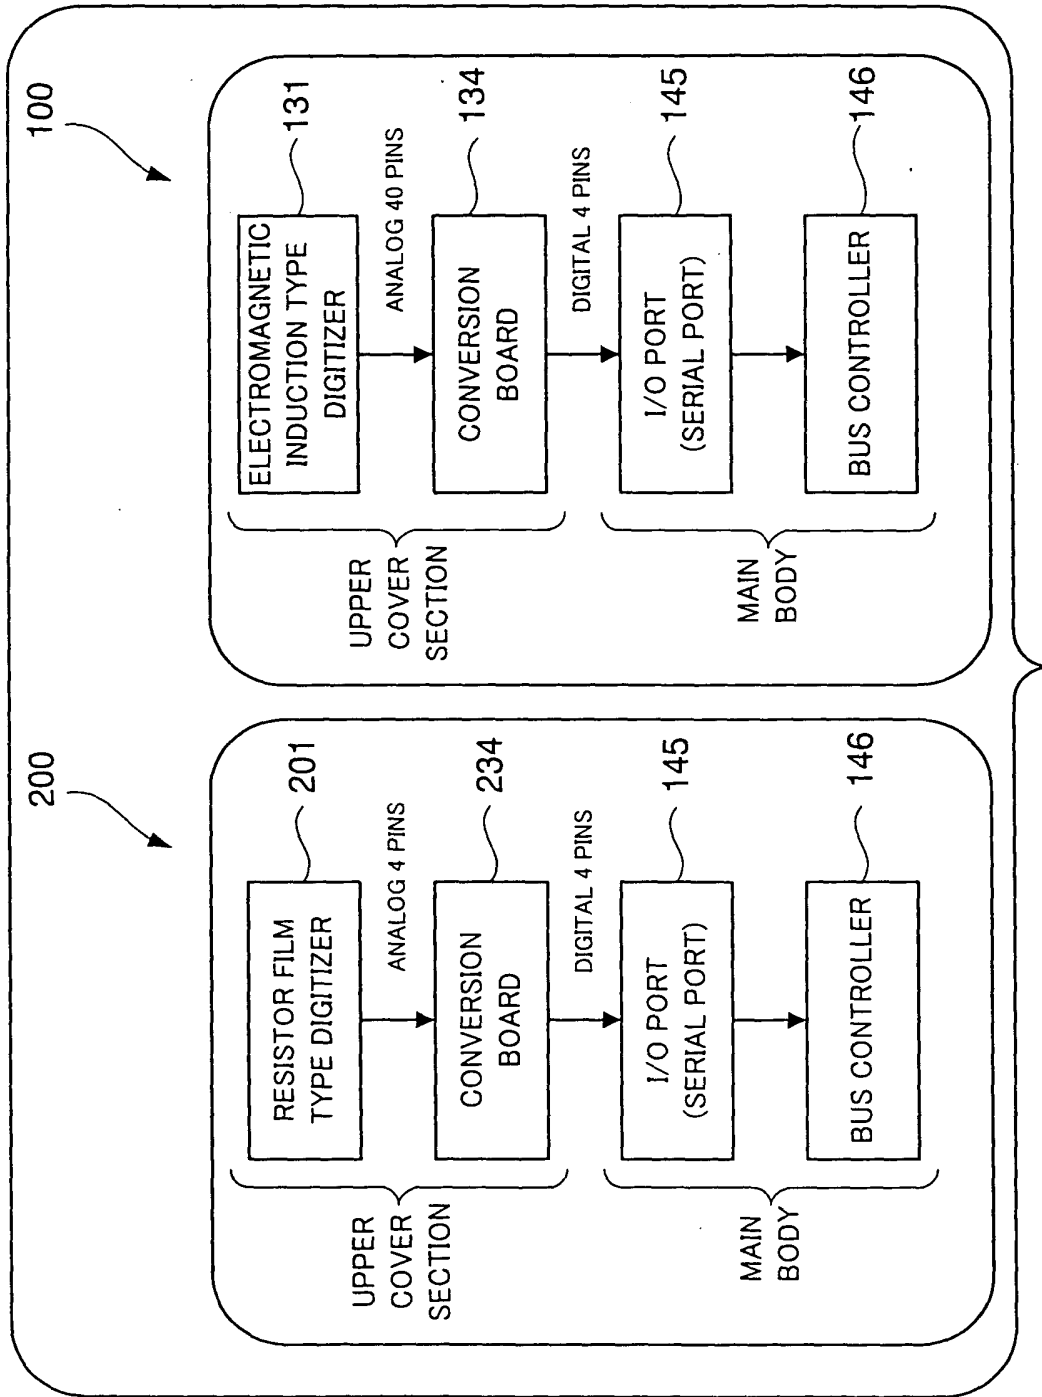 200
RESISTOR FILM
TYPE DIGITIZER
201
ANALOG 4 PINS
CONVERSION
BOARD
234
UPPER
COVER
SECTION
DIGITAL 4 PINS
I/O PORT
(SERIAL PORT)
145
BUS CONTROLLER
146
MAIN
BODY
100
ELECTROMAGNETIC
INDUCTION TYPE
DIGITIZER
131
ANALOG 40 PINS
CONVERSION
BOARD
134
UPPER
COVER
SECTION
DIGITAL 4 PINS
I/O PORT
(SERIAL PORT)
145
BUS CONTROLLER
146
MAIN
BODY